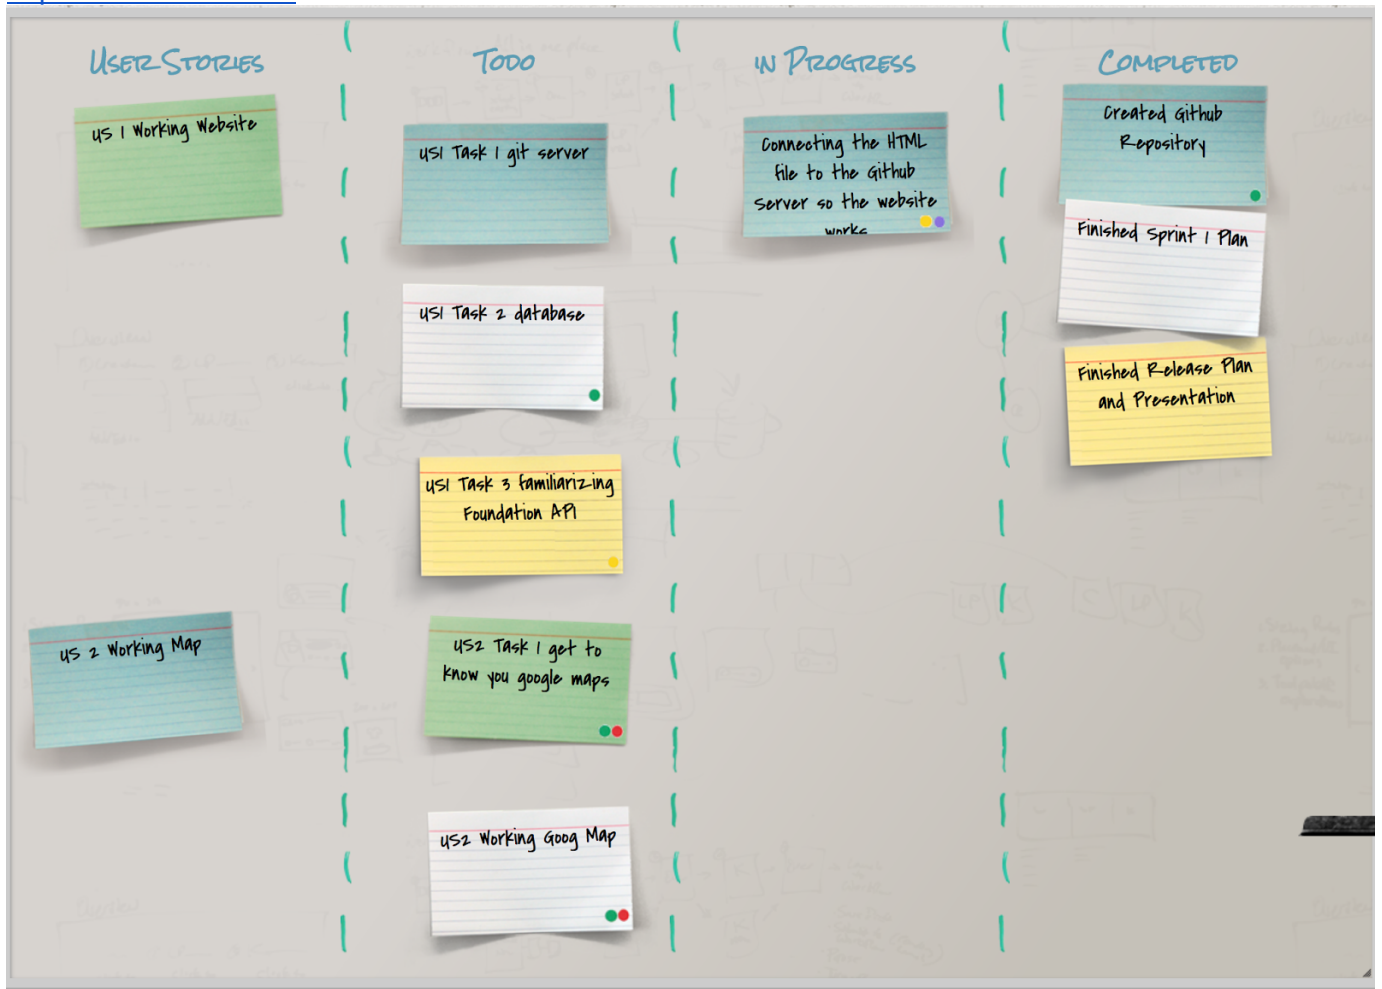 User Stories
Todo
in Progress
Completed
US 1 Working Website
US1 Task 1 git server
US1 Task 2 database
US1 Task 3 familiarizing
Foundation API
US 2 Working Map
US2 Task 1 get to
know you google maps
US2 Working Goog Map
Connecting the HTML
file to the Github
Server so the website
works
Created Github
Repository
Finished Sprint 1 Plan
Finished Release Plan
and Presentation